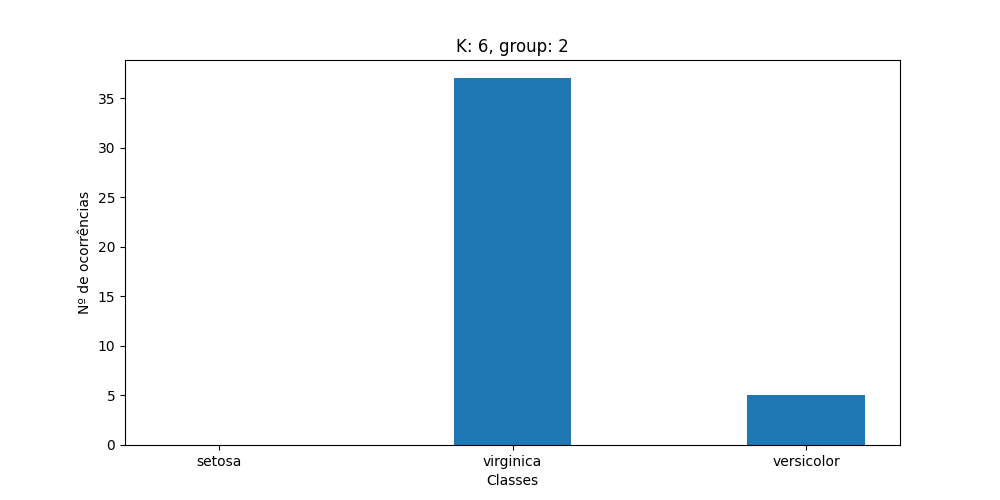 K: 6, group: 2
35
30
25
20
15
10
5
0
Nº de ocorrências
setosa virginica versicolor
Classes